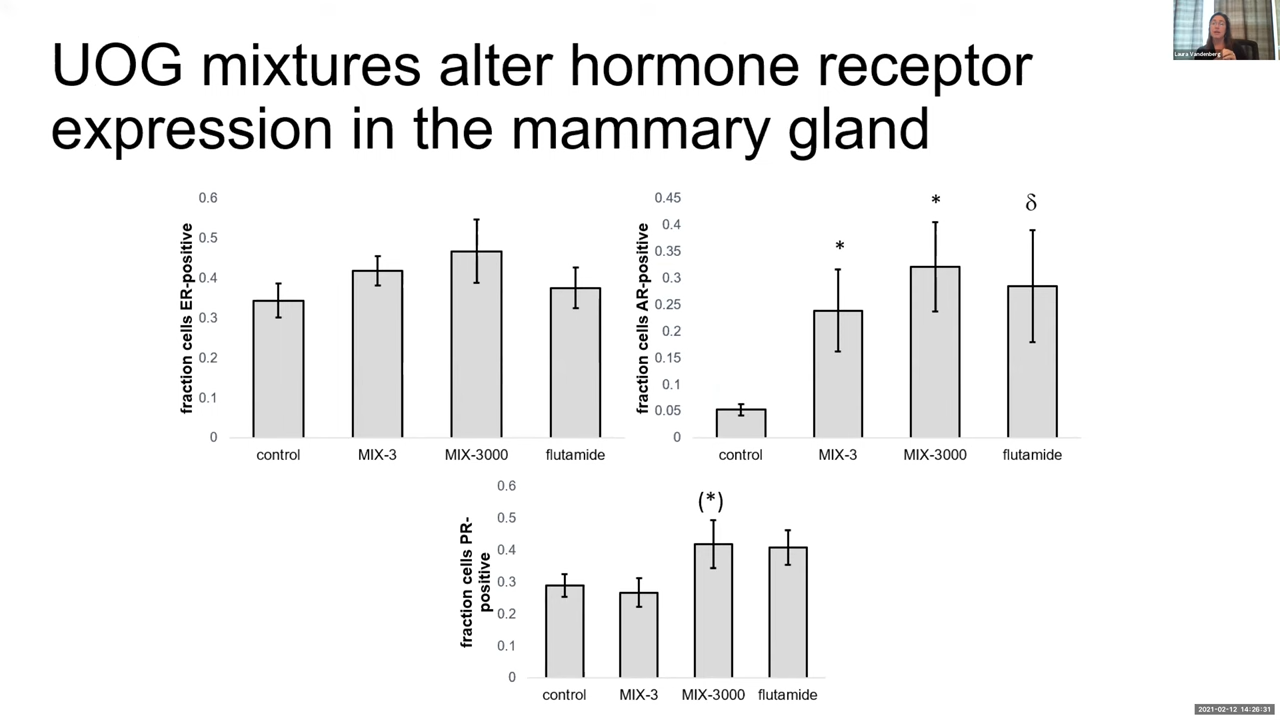 Laura Vandenberg
UOG mixtures alter hormone receptor
expression in the mammary gland
fraction cells ER-positive
0.6
0.5
0.4
0.3
0.2
0.1
0
control MIX-3 MIX-3000 flutamide
fraction cells AR-positive
0.45
0.4
0.35
0.3
0.25
0.2
0.15
0.1
0.05
0
* * δ
control MIX-3 MIX-3000 flutamide
fraction cells PR-
positive
0.6
0.5
0.4
0.3
0.2
0.1
0
(*)
control MIX-3 MIX-3000 flutamide
2021-02-12 14:26:31